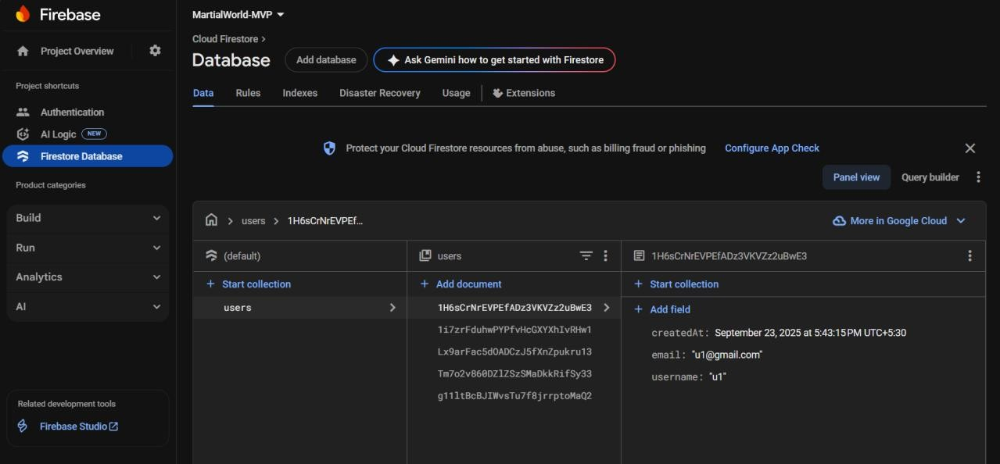 Firebase
Project Overview
Project shortcuts
Authentication
AI Logic NEW
Firestore Database
Product categories
Build
Run
Analytics
AI
Related development tools
Firebase Studio
MartialWorld-MVP
Cloud Firestore
Database
Add database
Ask Gemini how to get started with Firestore
Data Rules Indexes Disaster Recovery Usage Extensions
Protect your Cloud Firestore resources from abuse, such as billing fraud or phishing Configure App Check
Panel view Query builder
users 1H6sCrNrEVPEf…
More in Google Cloud
(default)
+ Start collection
users
users
+ Add document
1H6sCrNrEVPEfADz3VKVZz2uBwE3
1i7zrFduhwPYPfvHcGXYXhIvRHw1
Lx9arFac5dOADCzJ5fXnZpukru13
Tm7o2v860DZlZSzSMaDkkRifSy33
g11ltBcBJIWvsTu7f8jrrptoMaQ2
1H6sCrNrEVPEfADz3VKVZz2uBwE3
+ Start collection
+ Add field
createdAt: September 23, 2025 at 5:43:15 PM UTC+5:30
email: "u1@gmail.com"
username: "u1"